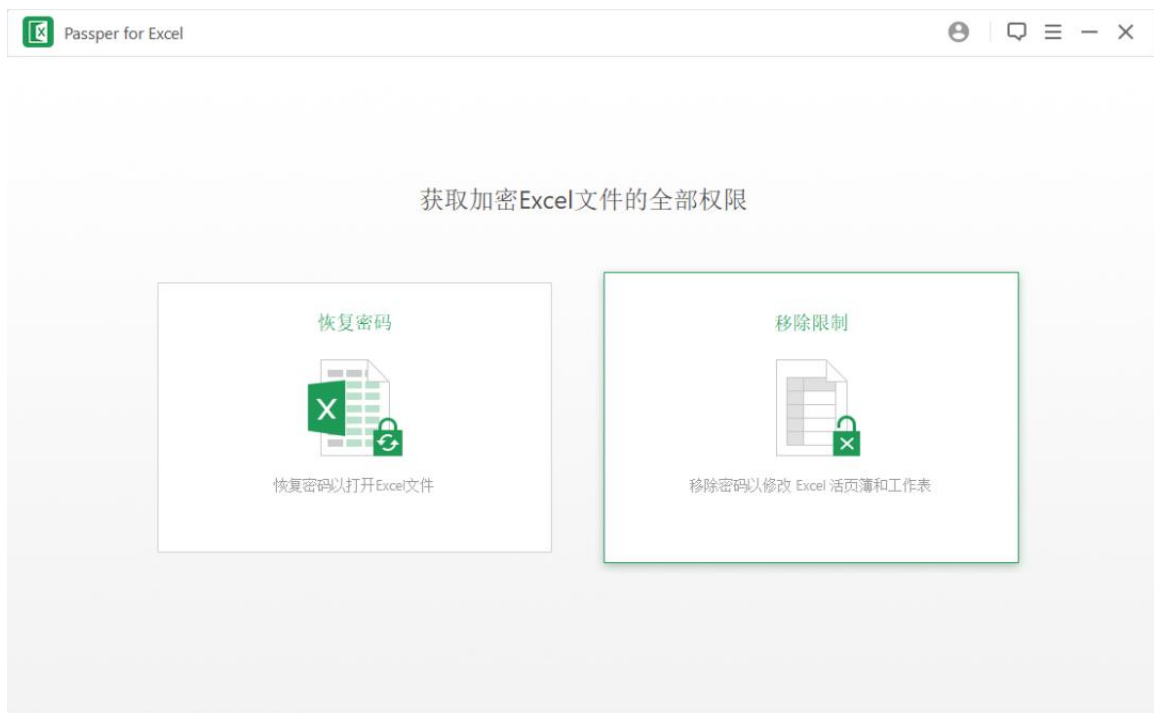 Passper for Excel
获取加密Excel文件的全部权限
恢复密码
恢复密码以打开Excel文件
移除限制
移除密码以修改 Excel 活页簿和工作表